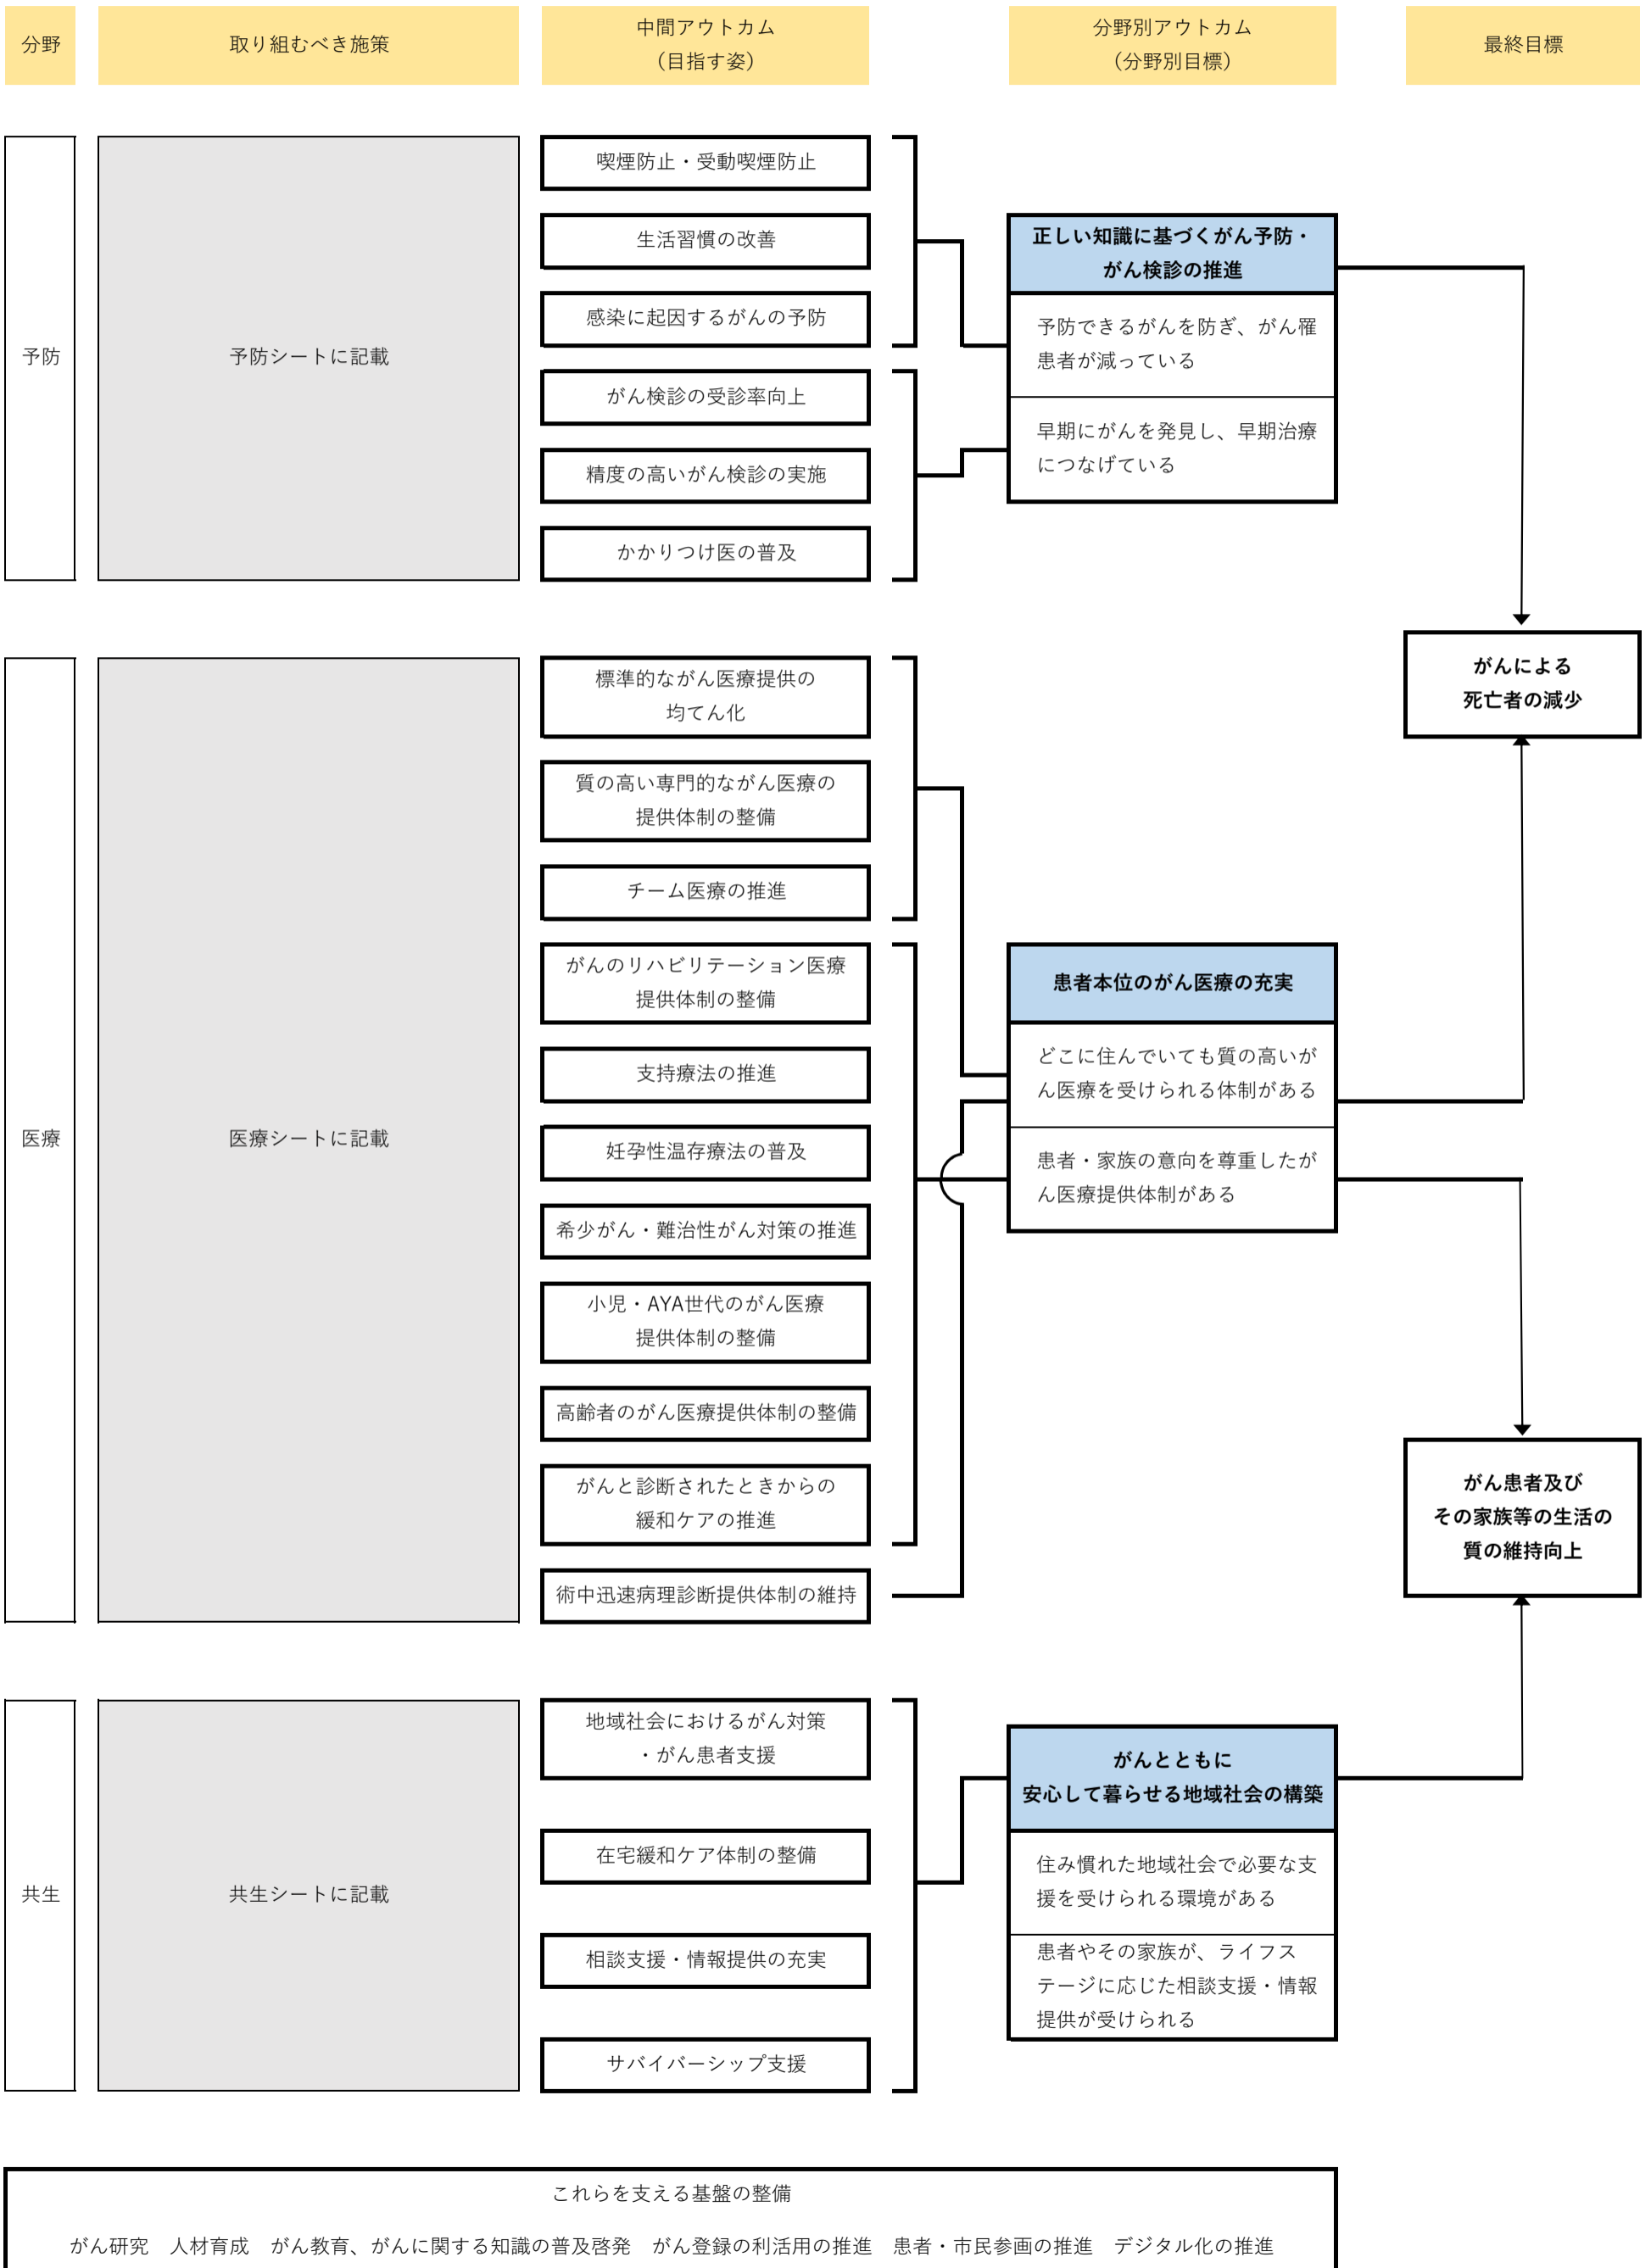 分野
取り組むべき施策
中間アウトカム
（目指す姿）
分野別アウトカム
（分野別目標）
最終目標
予防
予防シートに記載
喫煙防止・受動喫煙防止
生活習慣の改善
感染に起因するがんの予防
がん検診の受診率向上
精度の高いがん検診の実施
かかりつけ医の普及
正しい知識に基づくがん予防・
がん検診の推進
予防できるがんを防ぎ、がん罹
患者が減っている
早期にがんを発見し、早期治療
につなげている
がんによる
死亡者の減少
医療
医療シートに記載
標準的ながん医療提供の
均てん化
質の高い専門的ながん医療の
提供体制の整備
チーム医療の推進
がんのリハビリテーション医療
提供体制の整備
支持療法の推進
妊孕性温存療法の普及
希少がん・難治性がん対策の推進
小児・AYA世代のがん医療
提供体制の整備
高齢者のがん医療提供体制の整備
がんと診断されたときからの
緩和ケアの推進
術中迅速病理診断提供体制の維持
患者本位のがん医療の充実
どこに住んでいても質の高いが
ん医療を受けられる体制がある
患者・家族の意向を尊重したが
ん医療提供体制がある
がん患者及び
その家族等の生活の
質の維持向上
共生
共生シートに記載
地域社会におけるがん対策
・がん患者支援
在宅緩和ケア体制の整備
相談支援・情報提供の充実
サバイバーシップ支援
がんとともに
安心して暮らせる地域社会の構築
住み慣れた地域社会で必要な支
援を受けられる環境がある
患者やその家族が、ライフス
テージに応じた相談支援・情報
提供が受けられる
これらを支える基盤の整備
がん研究　人材育成　がん教育、がんに関する知識の普及啓発　がん登録の利活用の推進　患者・市民参画の推進　デジタル化の推進